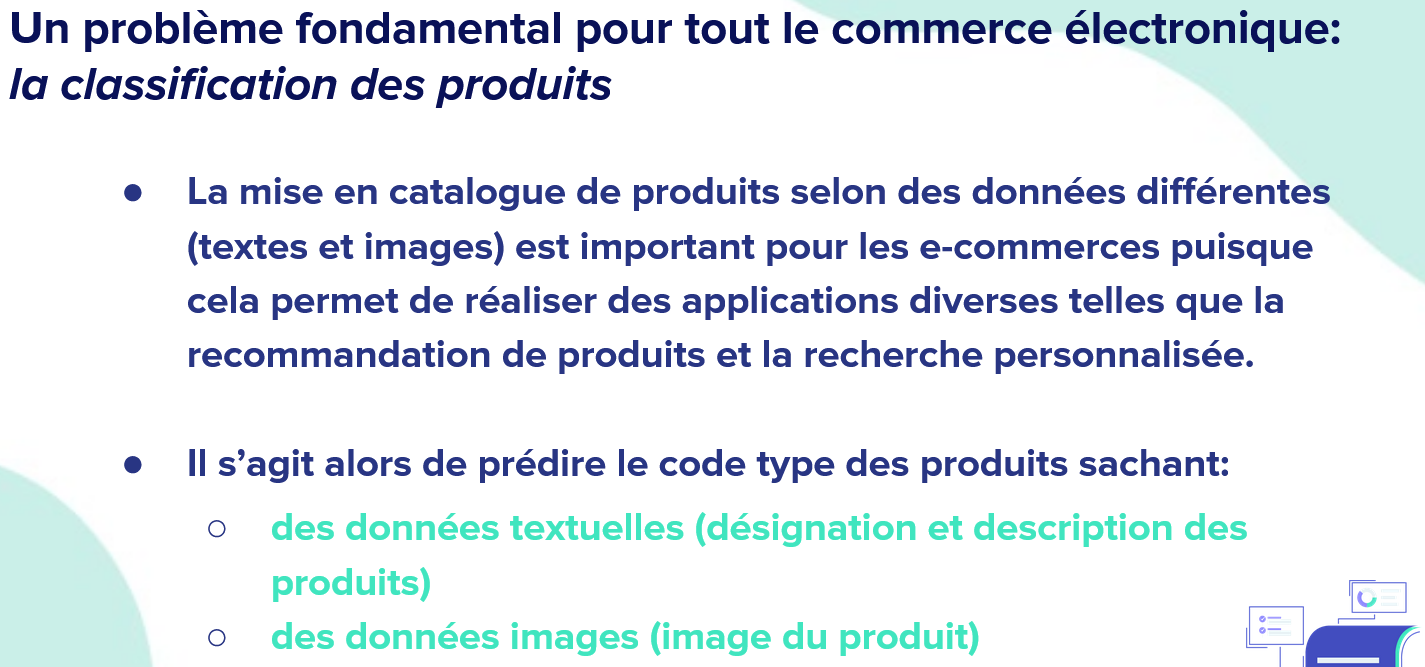 Un problème fondamental pour tout le commerce électronique:
la classification des produits
● La mise en catalogue de produits selon des données différentes
(textes et images) est important pour les e-commerces puisque
cela permet de réaliser des applications diverses telles que la
recommandation de produits et la recherche personnalisée.
● Il s’agit alors de prédire le code type des produits sachant:
○ des données textuelles (désignation et description des
produits)
○ des données images (image du produit)